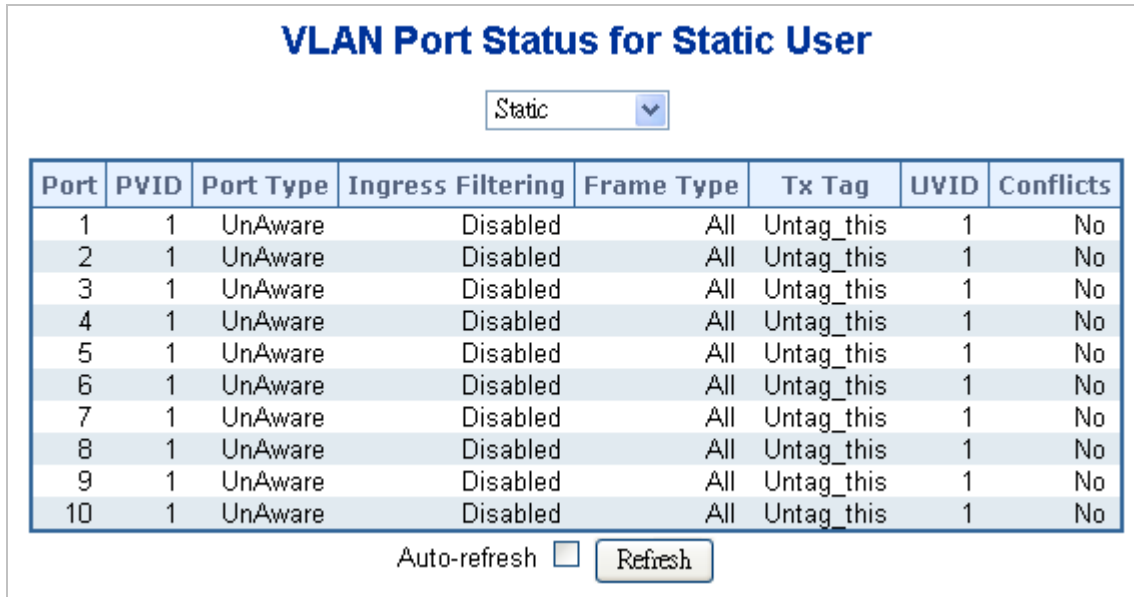 VLAN Port Status for Static User
Static
Port PVID Port Type Ingress Filtering Frame Type Tx Tag UVID Conflicts
1 1 UnAware Disabled All Untag_this 1 No
2 1 UnAware Disabled All Untag_this 1 No
3 1 UnAware Disabled All Untag_this 1 No
4 1 UnAware Disabled All Untag_this 1 No
5 1 UnAware Disabled All Untag_this 1 No
6 1 UnAware Disabled All Untag_this 1 No
7 1 UnAware Disabled All Untag_this 1 No
8 1 UnAware Disabled All Untag_this 1 No
9 1 UnAware Disabled All Untag_this 1 No
10 1 UnAware Disabled All Untag_this 1 No
Auto-refresh Refresh